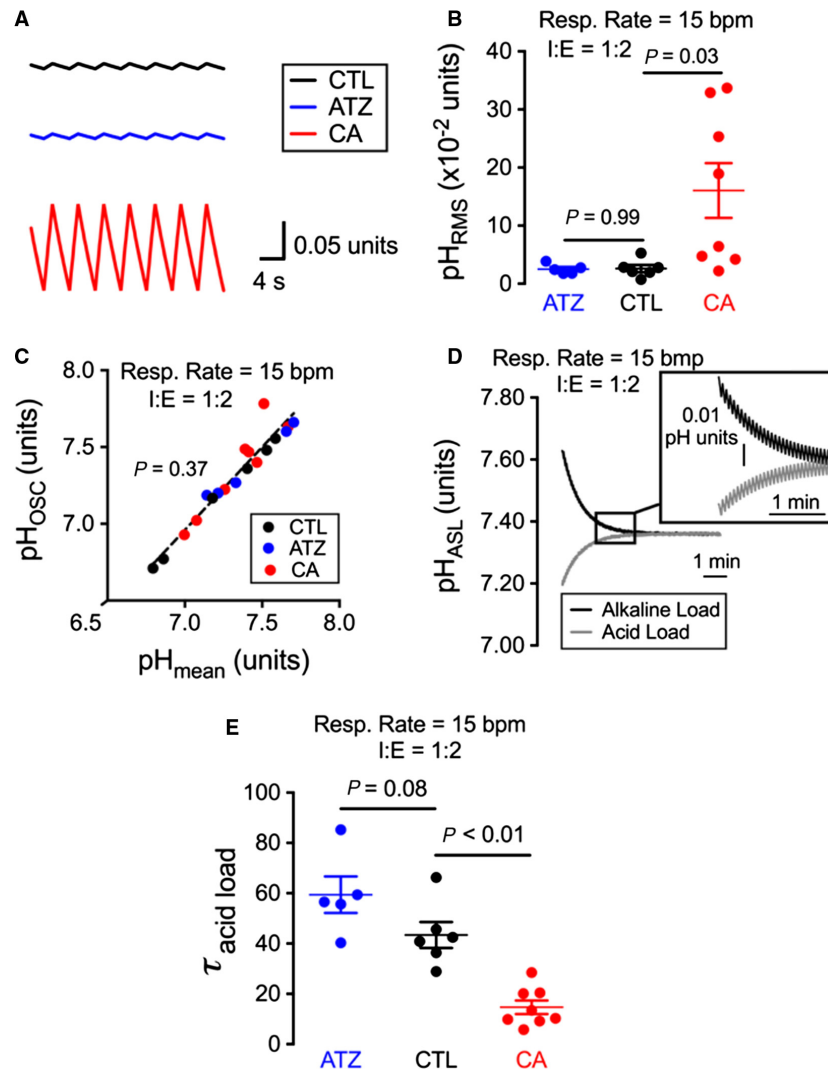 A
CTL
ATZ
CA
0.05 units
4 s
B
Resp. Rate = 15 bpm
I:E = 1:2
P = 0.03
P = 0.99
pHRMS (x10-2 units)
40
30
20
10
0
ATZ
CTL
CA
C
Resp. Rate = 15 bpm
I:E = 1:2
P = 0.37
pHOSC (units)
8.0
7.5
7.0
6.5
7.0
7.5
8.0
CTL
ATZ
CA
pHmean (units)
D
Resp. Rate = 15 bmp
I:E = 1:2
pHASL (units)
7.80
7.60
7.40
7.20
7.00
0.01
pH units
1 min
1 min
Alkaline Load
Acid Load
E
Resp. Rate = 15 bpm
I:E = 1:2
P = 0.08
P < 0.01
τ acid load
100
80
60
40
20
0
ATZ
CTL
CA